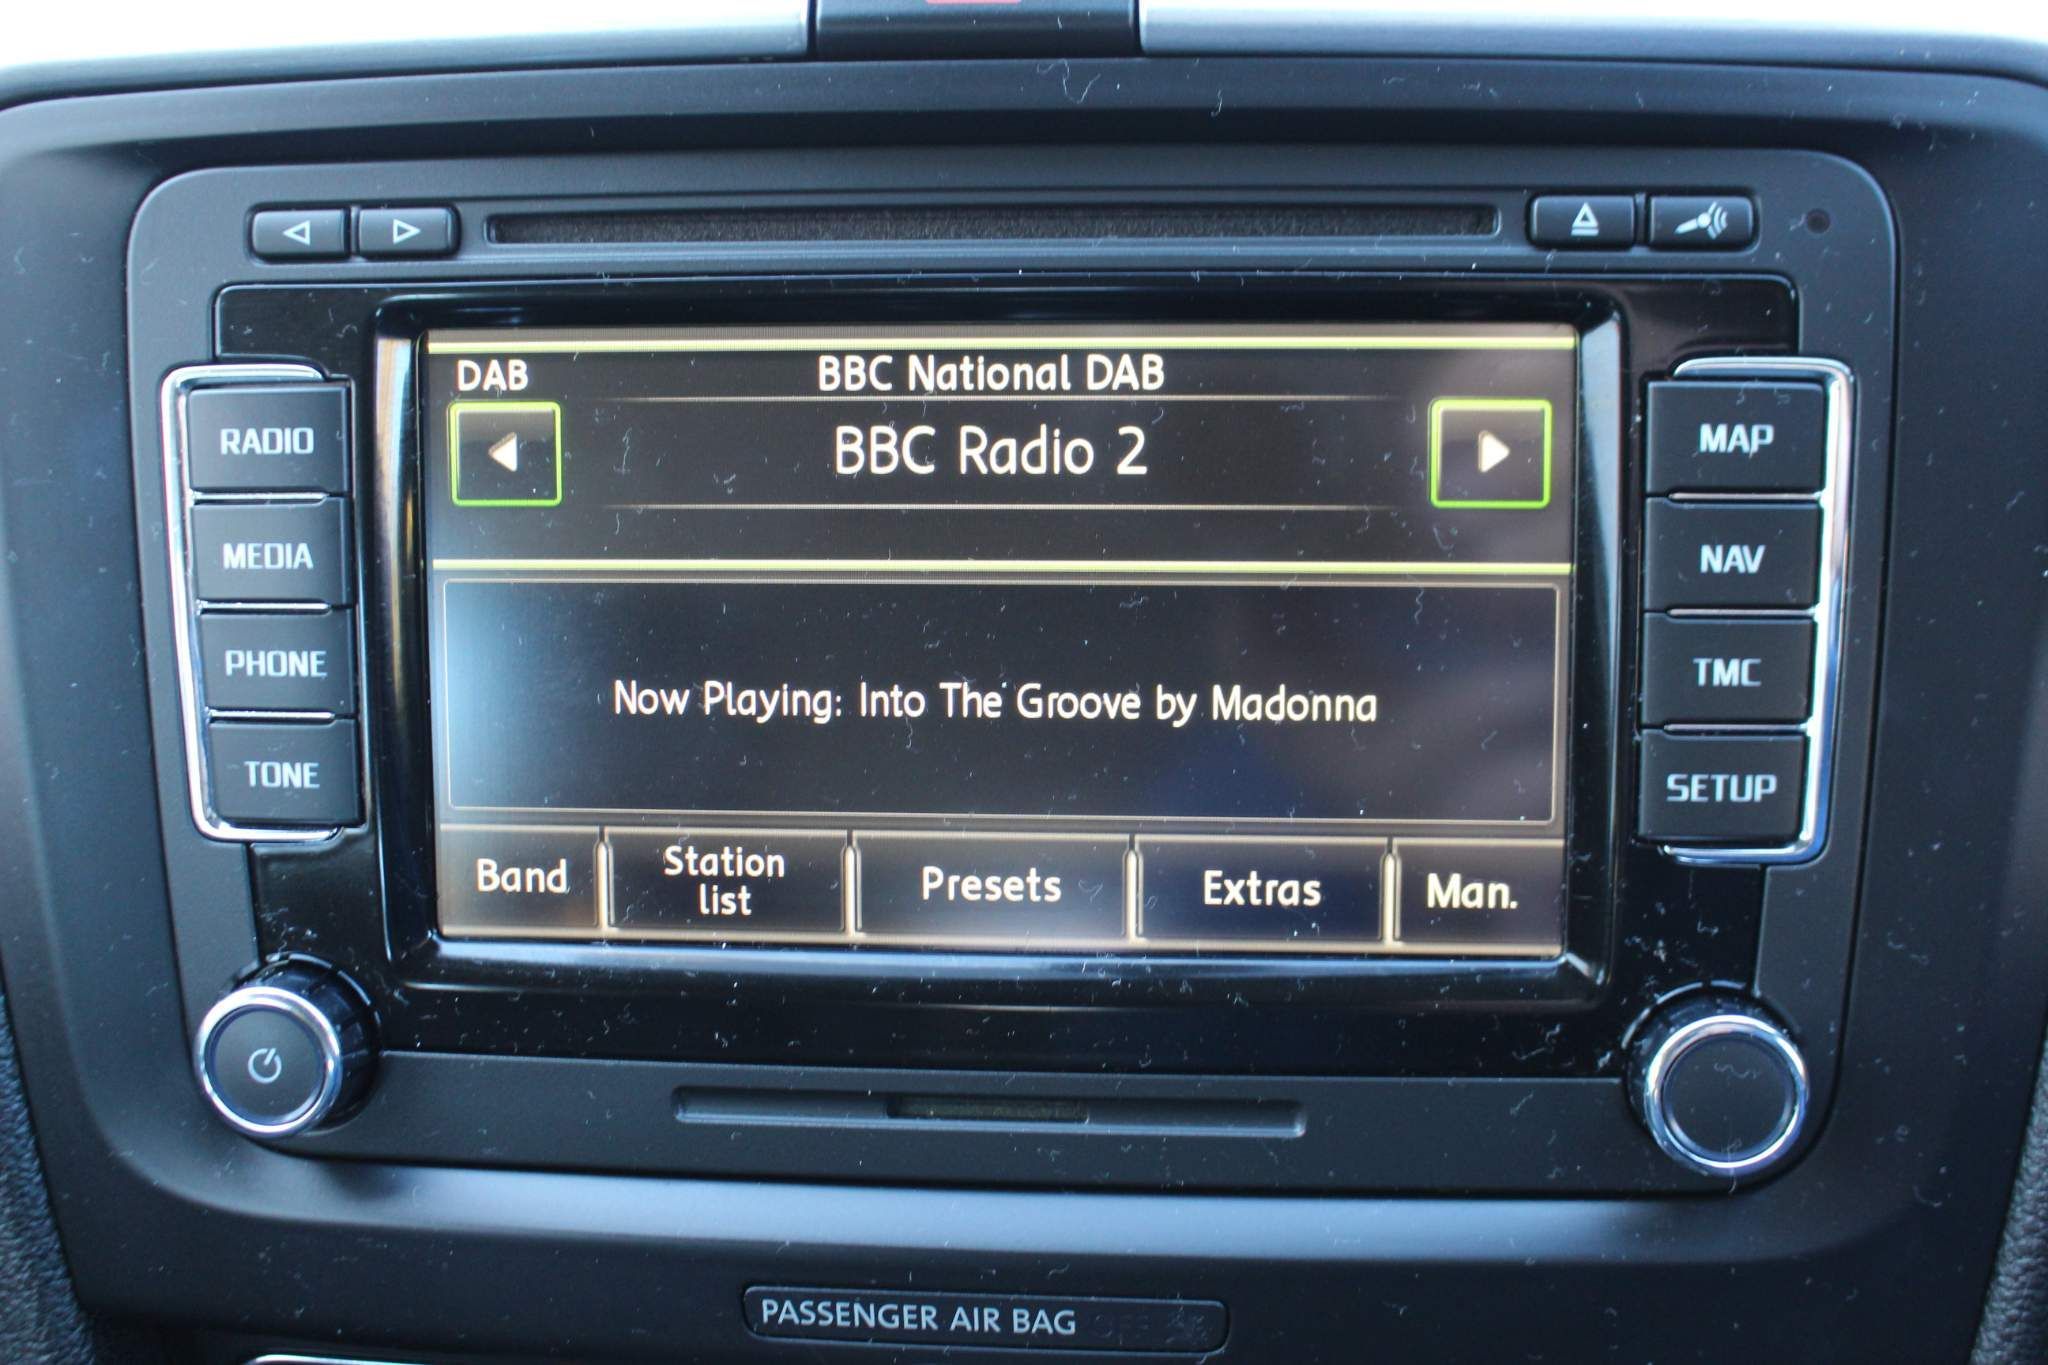 DAB
BBC National DAB
BBC Radio 2
RADIO
MEDIA
PHONE
TONE
MAP
NAV
TMC
SETUP
Now Playing: Into The Groove by Madonna
Band
Station
list
Presets
Extras
Man.
PASSENGER AIR BAG